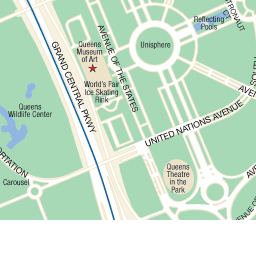 Reflecting
Pools
Unisphere
Queens
Museum
of Art
AVENUE OF THE STATES
GRAND CENTRAL PKWY
World's Fair
Ice Skating
Rink
Queens
Wildlife Center
UNITED NATIONS AVENUE
Queens
Theatre
in the
Park
Carousel